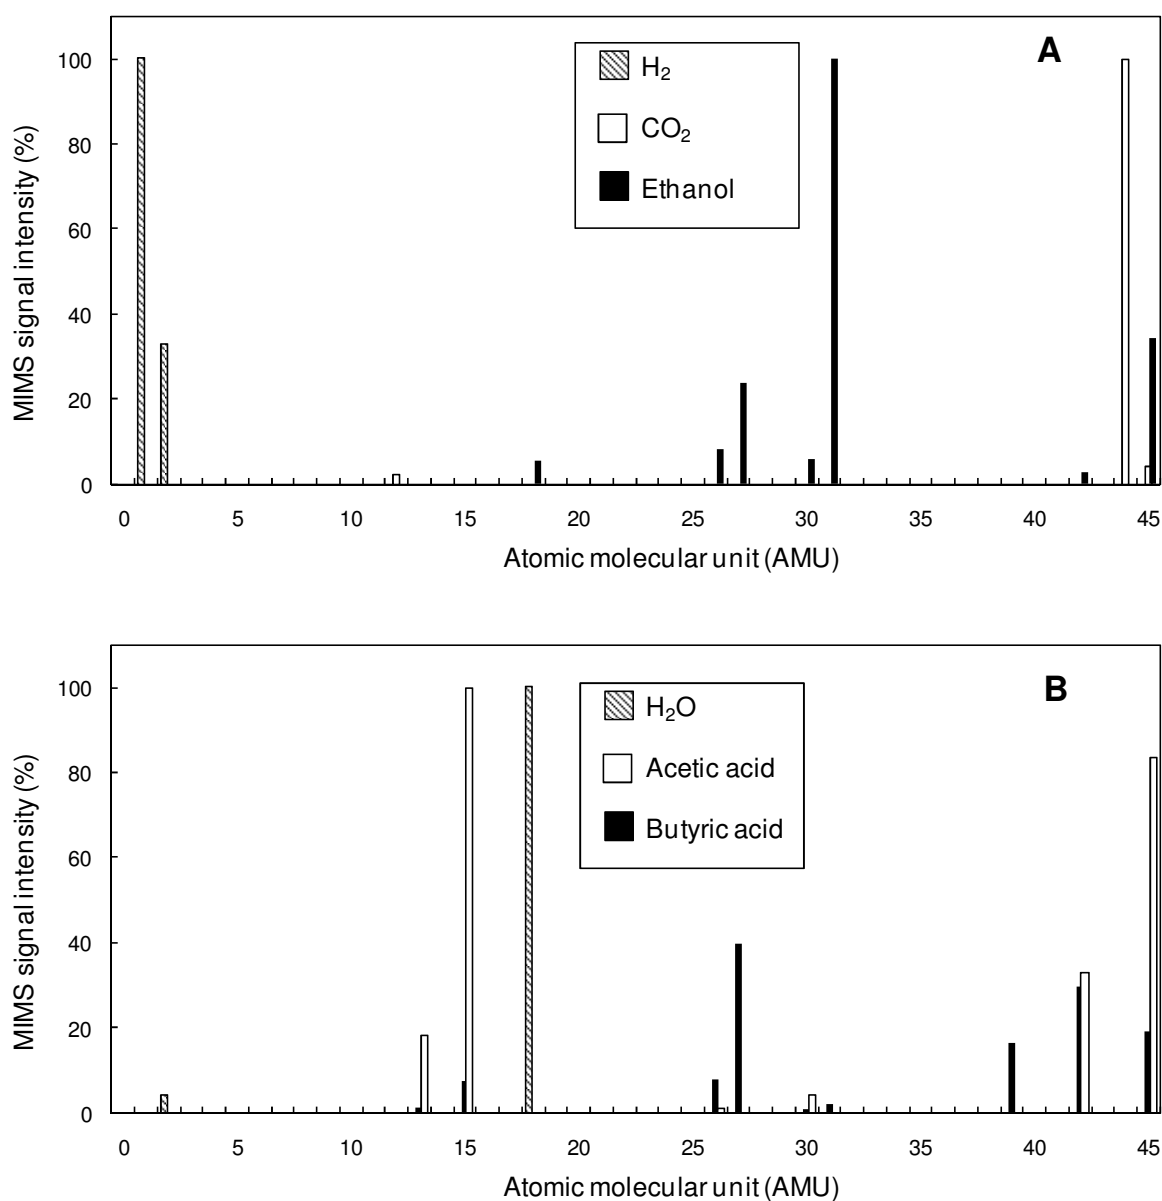 A
H₂
CO₂
Ethanol
MIMS signal intensity (%)
100
80
60
40
20
0
0 5 10 15 20 25 30 35 40 45
Atomic molecular unit (AMU)
B
H₂O
Acetic acid
Butyric acid
MIMS signal intensity (%)
100
80
60
40
20
0
0 5 10 15 20 25 30 35 40 45
Atomic molecular unit (AMU)